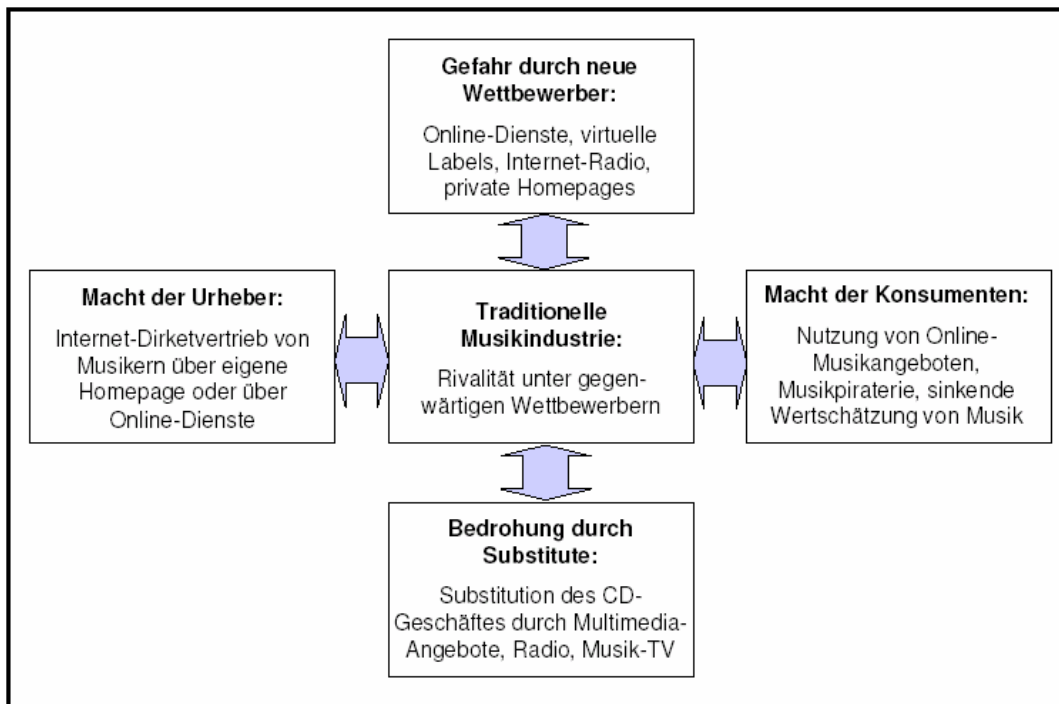 Gefahr durch neue
Wettbewerber:
Online-Dienste, virtuelle
Labels, Internet-Radio,
private Homepages
Macht der Urheber:
Internet-Dirketvertrieb von
Musikern über eigene
Homepage oder über
Online-Dienste
Traditionelle
Musikindustrie:
Rivalität unter gegen-
wärtigen Wettbewerbern
Macht der Konsumenten:
Nutzung von Online-
Musikangeboten,
Musikpiraterie, sinkende
Wertschätzung von Musik
Bedrohung durch
Substitute:
Substitution des CD-
Geschäftes durch Multimedia-
Angebote, Radio, Musik-TV